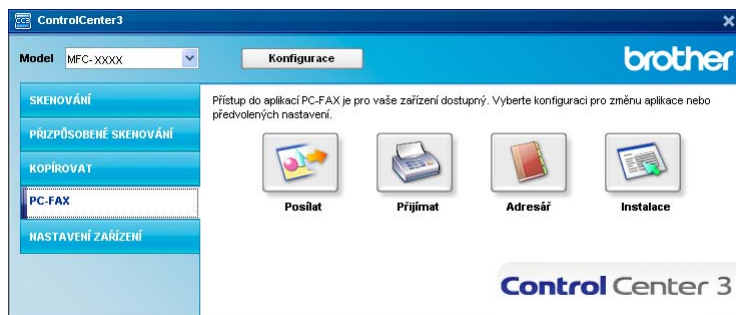 ControlCenter3
Model MFC-XXXX Konfigurace brother
SKENOVÁNÍ
PŘIZPŮSOBENÉ SKENOVÁNÍ
KOPÍROVAT
PC-FAX
NASTAVENÍ ZAŘÍZENÍ
Přístup do aplikací PC-FAX je pro vaše zařízení dostupný. Vyberte konfiguraci pro změnu aplikace nebo
předvolených nastavení.
Posílat Přijímat Adresář Instalace
Control Center 3